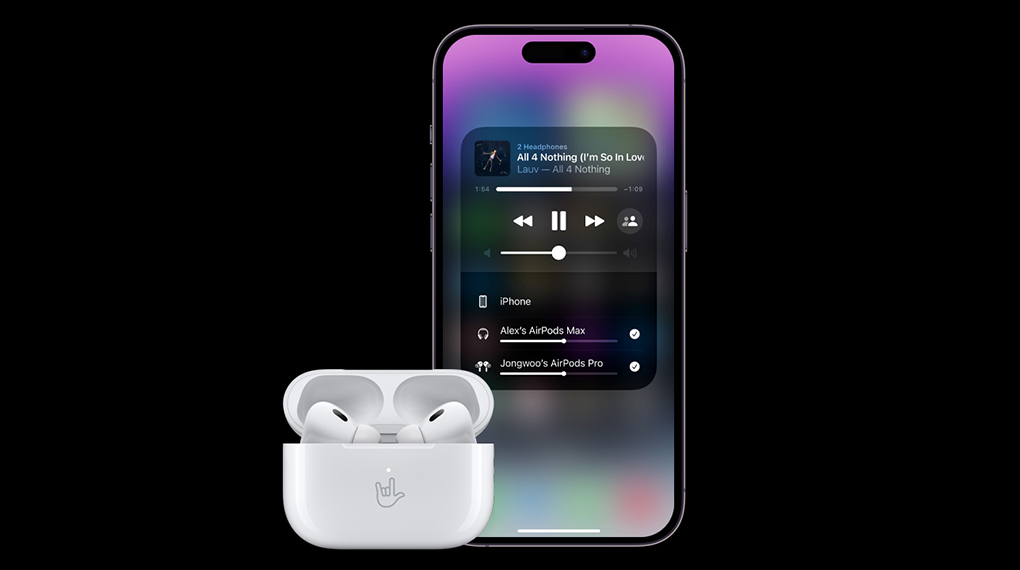 2 Headphones
All 4 Nothing (I'm So In Love
Lauv — All 4 Nothing
1:54
−1:09
iPhone
Alex's AirPods Max
Jongwoo's AirPods Pro